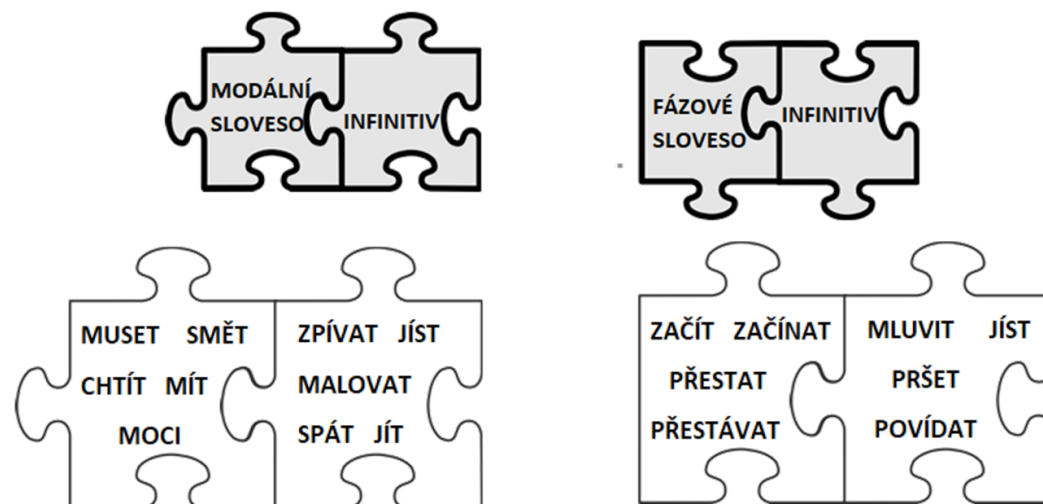 MODÁLNÍ
SLOVESO
INFINITIV
FÁZOVÉ
SLOVESO
INFINITIV
MUSET SMĚT
CHTÍT MÍT
MOCI
ZPÍVAT JÍST
MALOVAT
SPÁT JÍT
ZAČÍT ZAČÍNAT
PŘESTAT
PŘESTÁVAT
MLUVIT JÍST
PRŠET
POVÍDAT